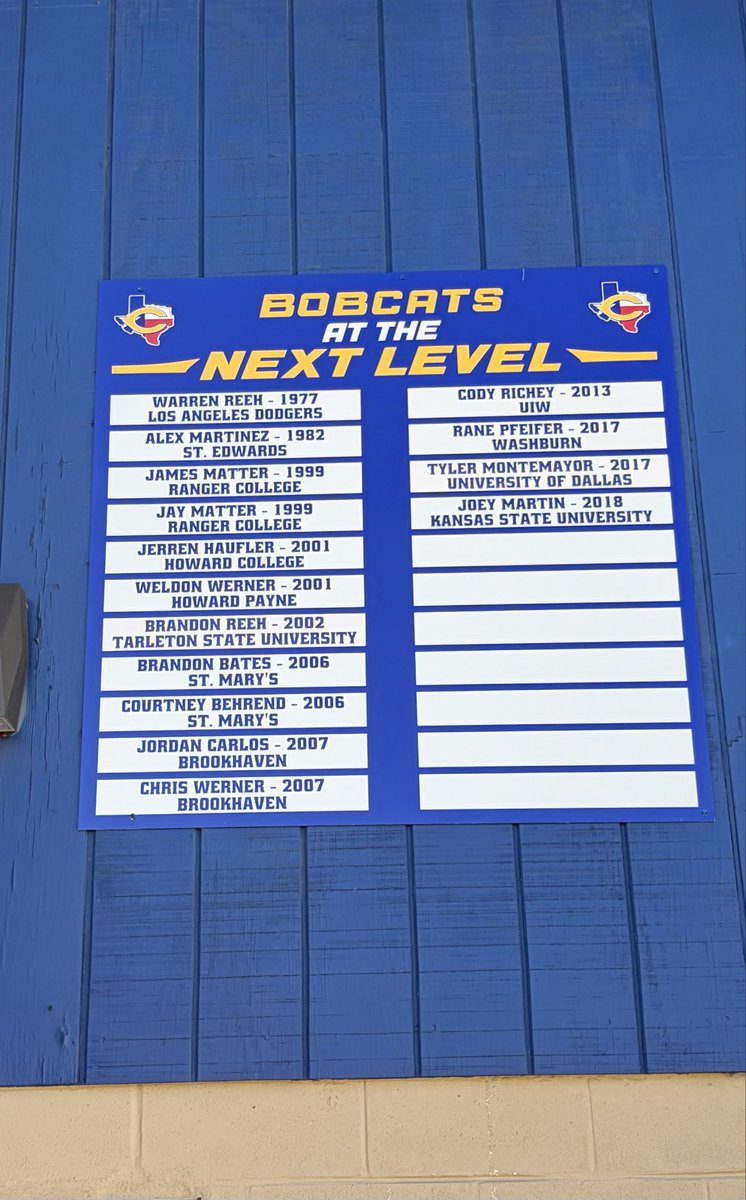 BOBCATS
AT THE
NEXT LEVEL
WARREN REEH - 1977
LOS ANGELES DODGERS
ALEX MARTINEZ - 1982
ST. EDWARDS
JAMES MATTER - 1999
RANGER COLLEGE
JAY MATTER - 1999
RANGER COLLEGE
JERREN HAUFLER - 2001
HOWARD COLLEGE
WELDON WERNER - 2001
HOWARD PAYNE
BRANDON REEH - 2002
TARLETON STATE UNIVERSITY
BRANDON BATES - 2006
ST. MARY'S
COURTNEY BEHREND - 2006
ST. MARY'S
JORDAN CARLOS - 2007
BROOKHAVEN
CHRIS WERNER - 2007
BROOKHAVEN
CODY RICHEY - 2013
UIW
RANE PFEIFER - 2017
WASHBURN
TYLER MONTEMAYOR - 2017
UNIVERSITY OF DALLAS
JOEY MARTIN - 2018
KANSAS STATE UNIVERSITY